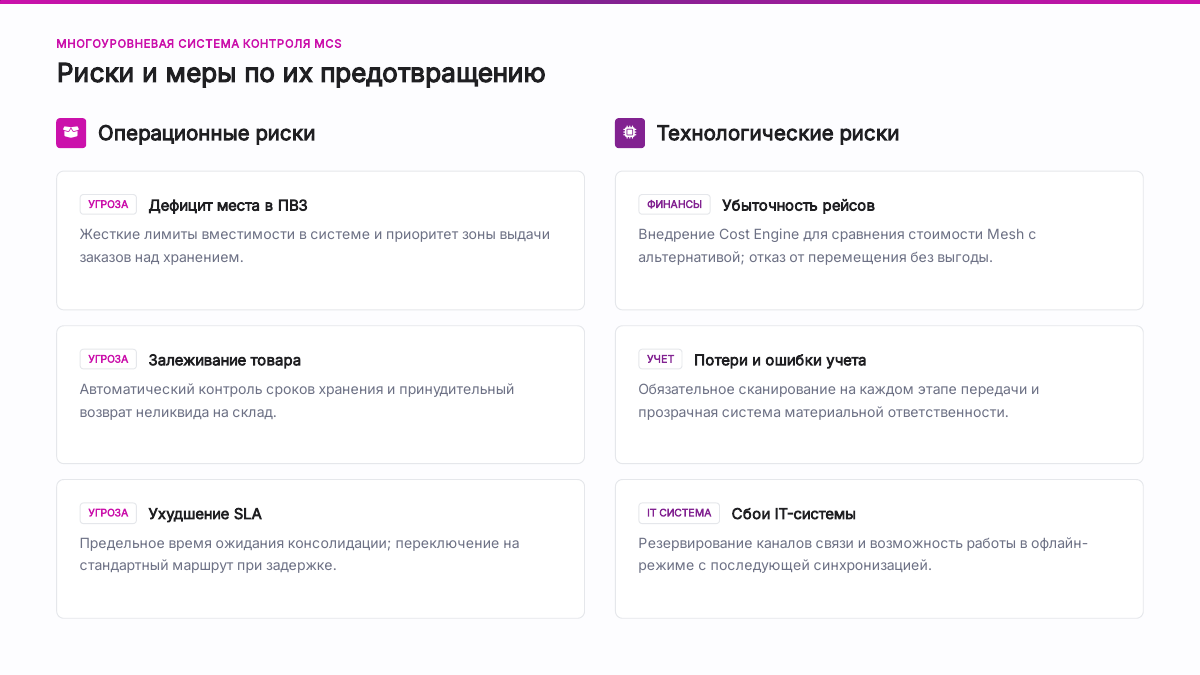 МНОГОУРОВНЕВАЯ СИСТЕМА КОНТРОЛЯ MCS
Риски и меры по их предотвращению
Операционные риски
УГРОЗА Дефицит места в ПВЗ
Жесткие лимиты вместимости в системе и приоритет зоны выдачи
заказов над хранением.
УГРОЗА Залеживание товара
Автоматический контроль сроков хранения и принудительный
возврат неликвида на склад.
УГРОЗА Ухудшение SLA
Предельное время ожидания консолидации; переключение на
стандартный маршрут при задержке.
Технологические риски
ФИНАНСЫ Убыточность рейсов
Внедрение Cost Engine для сравнения стоимости Mesh с
альтернативой; отказ от перемещения без выгоды.
УЧЕТ Потери и ошибки учета
Обязательное сканирование на каждом этапе передачи и
прозрачная система материальной ответственности.
IT СИСТЕМА Сбои IT-системы
Резервирование каналов связи и возможность работы в офлайн-
режиме с последующей синхронизацией.